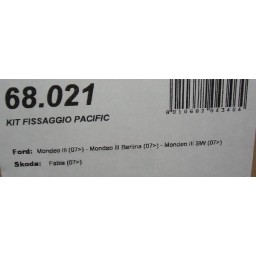 68.021
KIT FISSAGGIO PACIFIC
Ford: Mondeo III (07>) - Mondeo III Berlina (07>) - Mondeo III SW (07>)
Skoda: Fabia (07>)